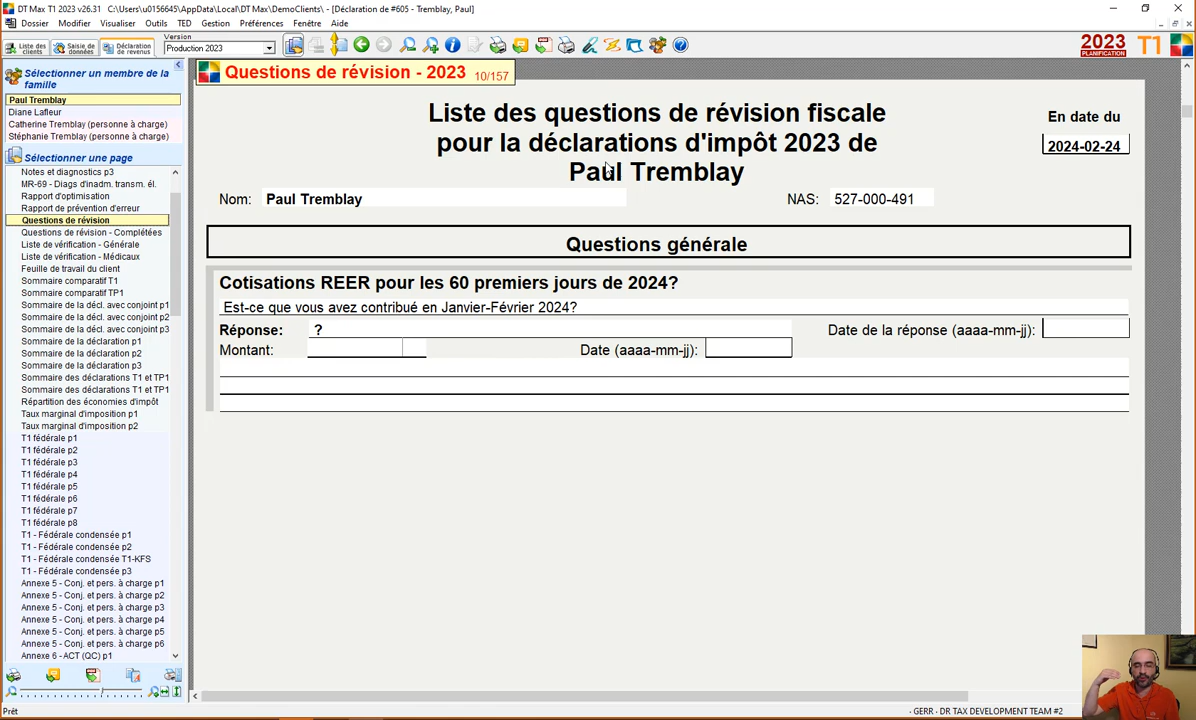 DT Max T1 2023 v26.31 C:\Users\u0156645\AppData\Local\DT Max\DemoClients\ - [Déclaration de #605 - Tremblay, Paul]
Dossier Modifier Visualiser Outils TED Gestion Préférences Fenêtre Aide
Liste des clients
Saisie de données
Déclaration de revenus
Version
Production 2023
2023
PLANIFICATION
T1
Sélectionner un membre de la famille
Paul Tremblay
Diane Lafleur
Catherine Tremblay (personne à charge)
Stéphanie Tremblay (personne à charge)
Sélectionner une page
Notes et diagnostics p3
MR-69 - Diags d'inadm. transm. él.
Rapport d'optimisation
Rapport de prévention d'erreur
Questions de révision
Questions de révision - Complétées
Liste de vérification - Générale
Liste de vérification - Médicaux
Feuille de travail du client
Sommaire comparatif T1
Sommaire comparatif TP1
Sommaire de la décl. avec conjoint p1
Sommaire de la décl. avec conjoint p2
Sommaire de la décl. avec conjoint p3
Sommaire de la déclaration p1
Sommaire de la déclaration p2
Sommaire de la déclaration p3
Sommaire des déclarations T1 et TP1
Sommaire des déclarations T1 et TP1
Répartition des économies d'impôt
Taux marginal d'imposition p1
Taux marginal d'imposition p2
T1 fédérale p1
T1 fédérale p2
T1 fédérale p3
T1 fédérale p4
T1 fédérale p5
T1 fédérale p6
T1 fédérale p7
T1 fédérale p8
T1 - Fédérale condensée p1
T1 - Fédérale condensée p2
T1 - Fédérale condensée T1-KFS
T1 - Fédérale condensée p3
Annexe 5 - Conj. et pers. à charge p1
Annexe 5 - Conj. et pers. à charge p2
Annexe 5 - Conj. et pers. à charge p3
Annexe 5 - Conj. et pers. à charge p4
Annexe 5 - Conj. et pers. à charge p5
Annexe 5 - Conj. et pers. à charge p6
Annexe 6 - ACT (QC) p1
Questions de révision - 2023 10/157
Liste des questions de révision fiscale
pour la déclarations d'impôt 2023 de
Paul Tremblay
En date du
2024-02-24
Nom: Paul Tremblay NAS: 527-000-491
Questions générale
Cotisations REER pour les 60 premiers jours de 2024?
Est-ce que vous avez contribué en Janvier-Février 2024?
Réponse: ? Date de la réponse (aaaa-mm-jj):
Montant: Date (aaaa-mm-jj):
Prêt
- GERR - DR TAX DEVELOPMENT TEAM #2